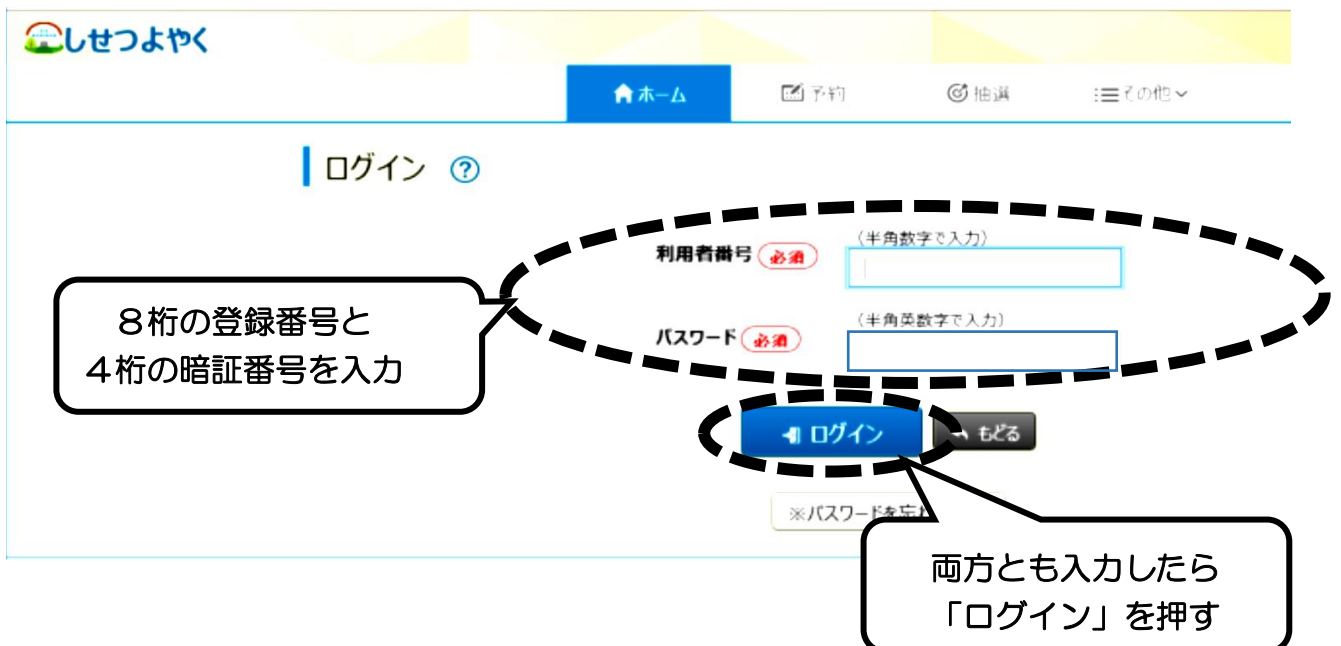 しせつよやく
ホーム 予約 抽選 その他
ログイン ?
(半角数字で入力)
利用者番号 必須
(半角英数字で入力)
パスワード 必須
8桁の登録番号と
4桁の暗証番号を入力
ログイン もどる
※パスワードを忘れ
両方とも入力したら
「ログイン」を押す